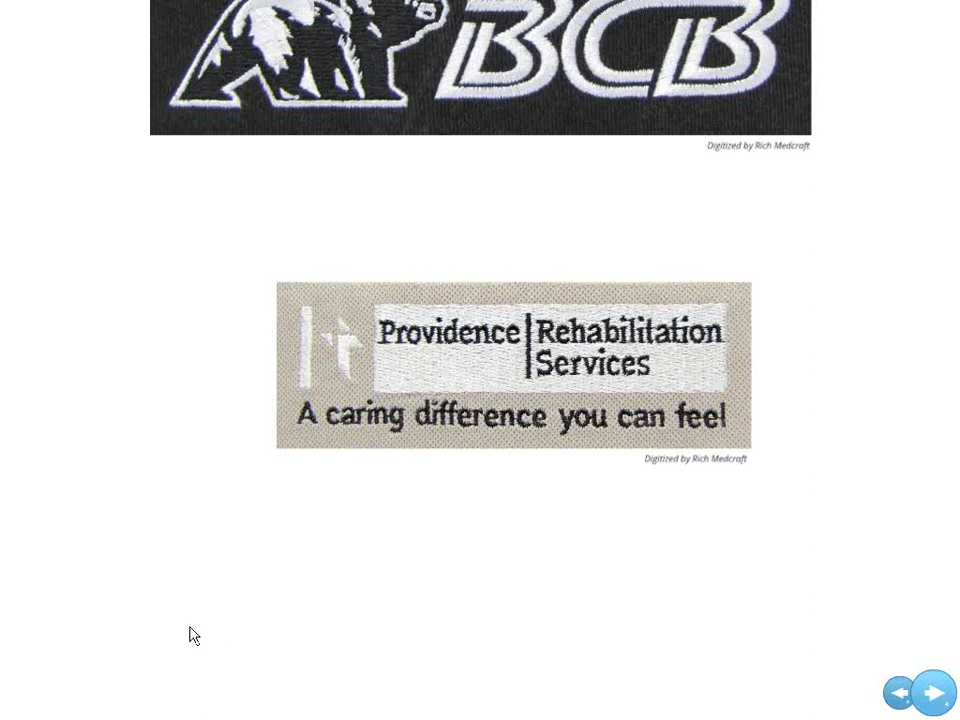 BCB
Digitized by Rich Medcraft
Providence Rehabilitation
Services
A caring difference you can feel
Digitized by Rich Medcraft